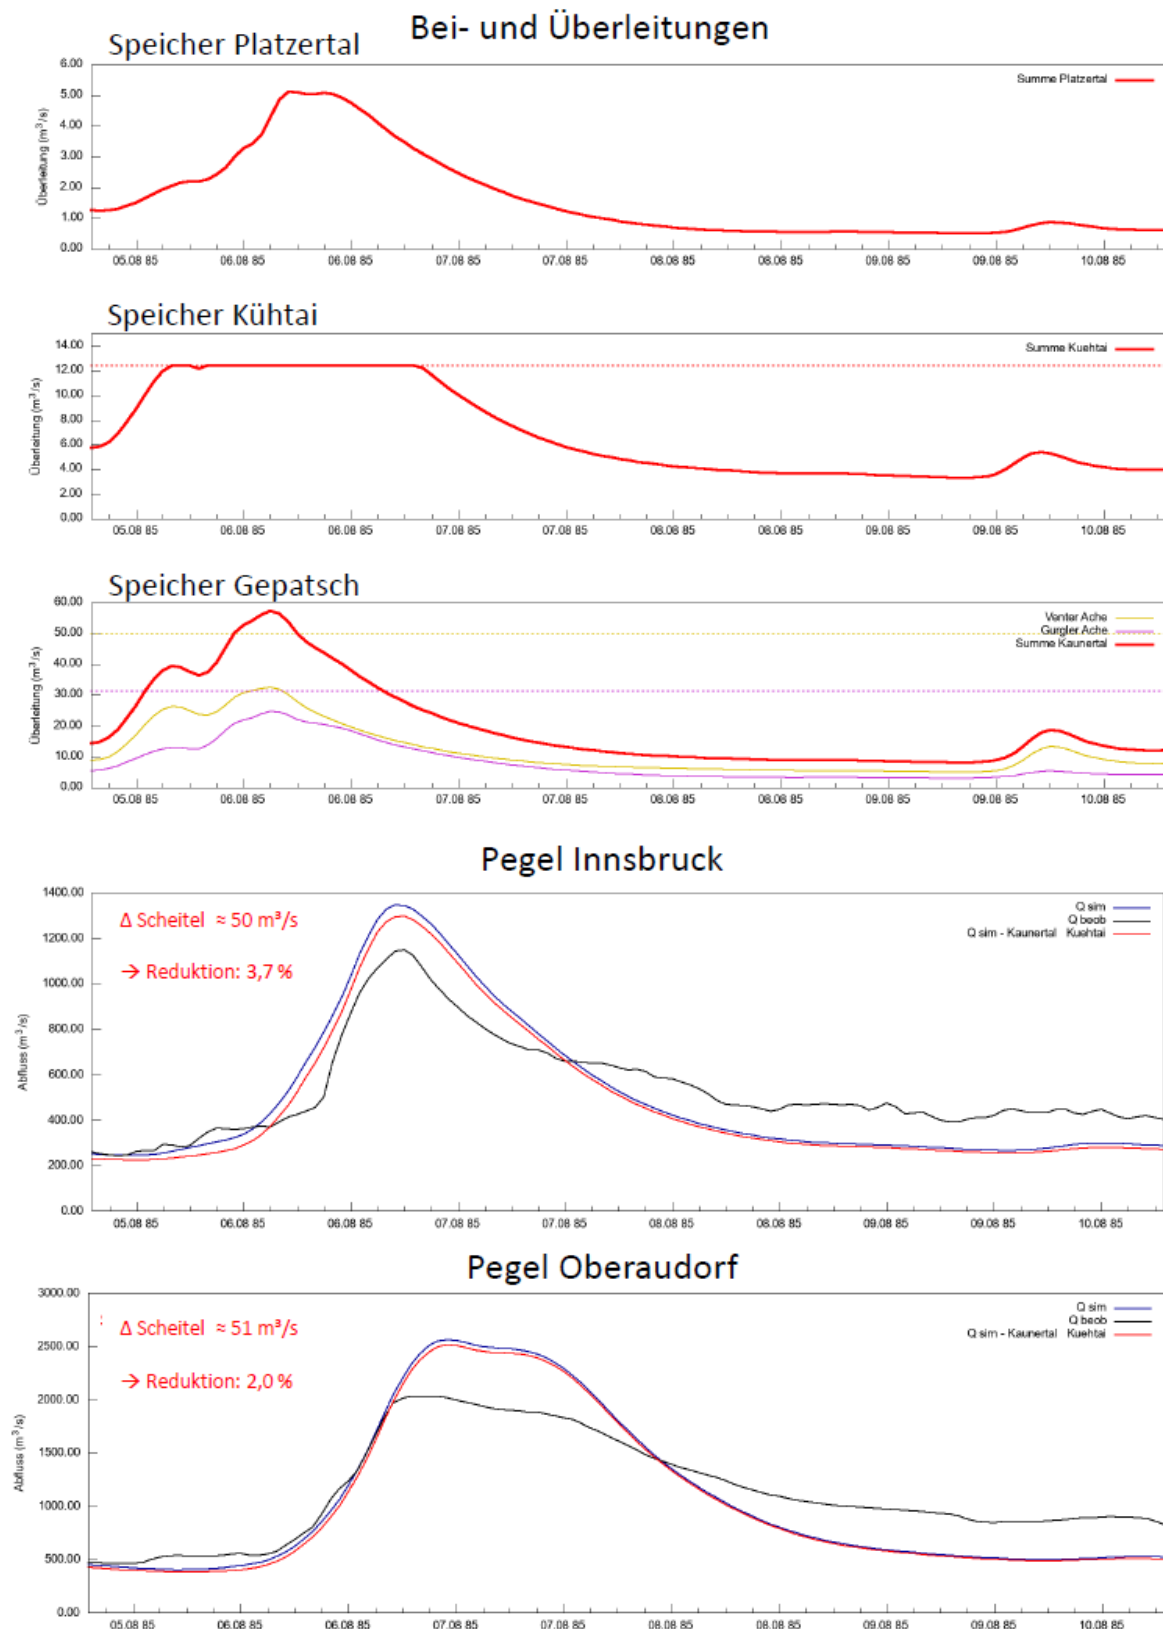 Bei- und Überleitungen
Speicher Platzertal
6.00
5.00
4.00
3.00
2.00
1.00
0.00
Überleitung (m³/s)
Summe Platzertal
05.08 85 06.08 85 06.08 85 07.08 85 07.08 85 08.08 85 08.08 85 09.08 85 09.08 85 10.08 85
Speicher Kühtai
14.00
12.00
10.00
8.00
6.00
4.00
2.00
0.00
Überleitung (m³/s)
Summe Kuehtai
05.08 85 06.08 85 06.08 85 07.08 85 07.08 85 08.08 85 08.08 85 09.08 85 09.08 85 10.08 85
Speicher Gepatsch
60.00
50.00
40.00
30.00
20.00
10.00
0.00
Überleitung (m³/s)
Venter Ache
Gurgler Ache
Summe Kaunertal
05.08 85 06.08 85 06.08 85 07.08 85 07.08 85 08.08 85 08.08 85 09.08 85 09.08 85 10.08 85
Pegel Innsbruck
1400.00
1200.00
1000.00
800.00
600.00
400.00
200.00
0.00
Abfluss (m³/s)
Δ Scheitel ≈ 50 m³/s
→ Reduktion: 3,7 %
Q sim
Q beob
Q sim - Kaunertal Kuehtai
05.08 85 06.08 85 06.08 85 07.08 85 07.08 85 08.08 85 08.08 85 09.08 85 09.08 85 10.08 85
Pegel Oberaudorf
3000.00
2500.00
2000.00
1500.00
1000.00
500.00
0.00
Abfluss (m³/s)
Δ Scheitel ≈ 51 m³/s
→ Reduktion: 2,0 %
Q sim
Q beob
Q sim - Kaunertal Kuehtai
05.08 85 06.08 85 06.08 85 07.08 85 07.08 85 08.08 85 08.08 85 09.08 85 09.08 85 10.08 85